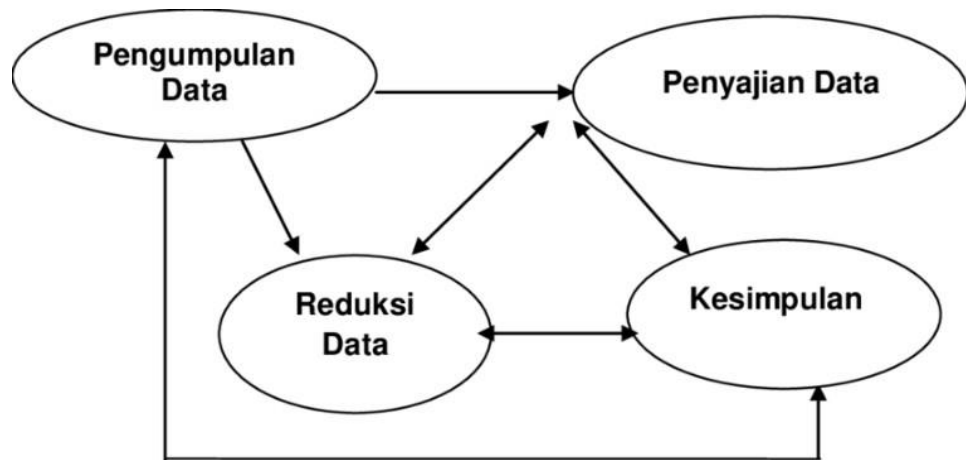 Pengumpulan
Data
Penyajian Data
Reduksi
Data
Kesimpulan